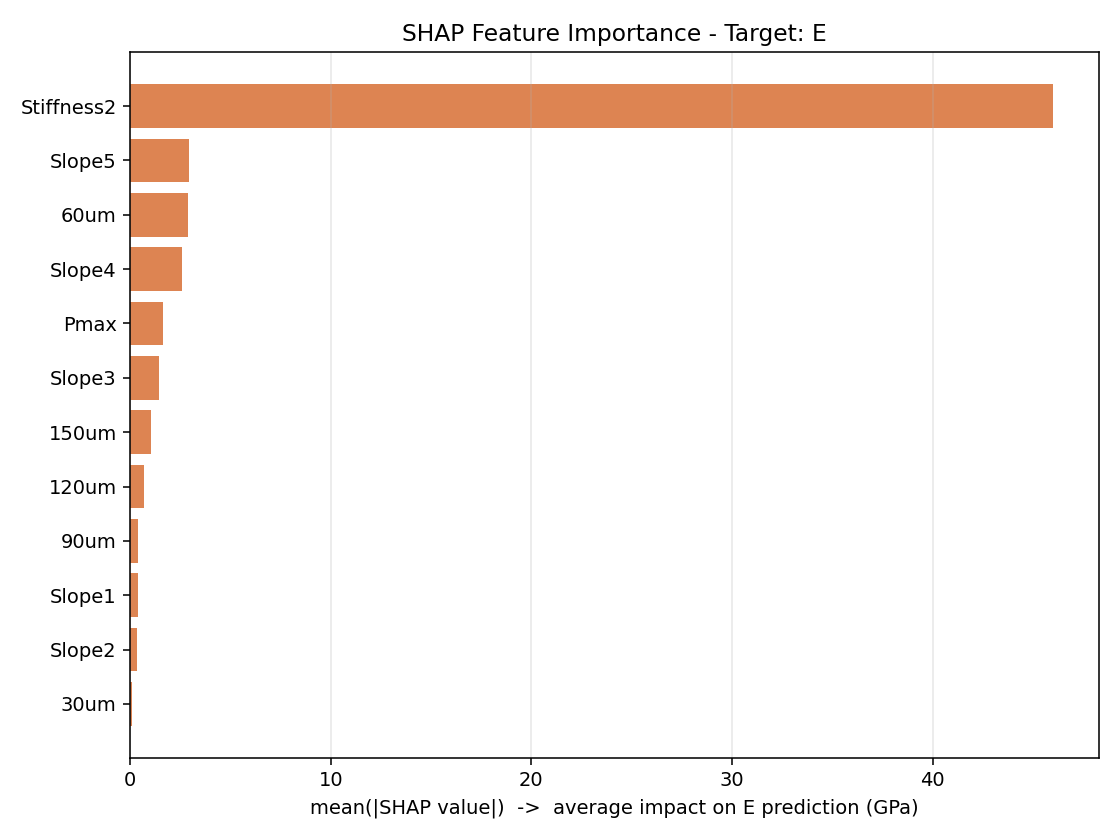 SHAP Feature Importance - Target: E
Stiffness2
Slope5
60um
Slope4
Pmax
Slope3
150um
120um
90um
Slope1
Slope2
30um
0 10 20 30 40
mean(|SHAP value|) -> average impact on E prediction (GPa)